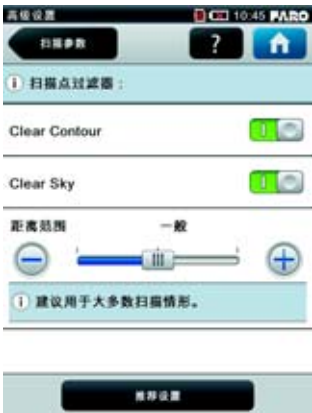 高级设置 10:45 FARO
扫描参数 ?
i 扫描点过滤器：
Clear Contour
Clear Sky
距离范围 一般
i 建议用于大多数扫描情形。
推荐设置